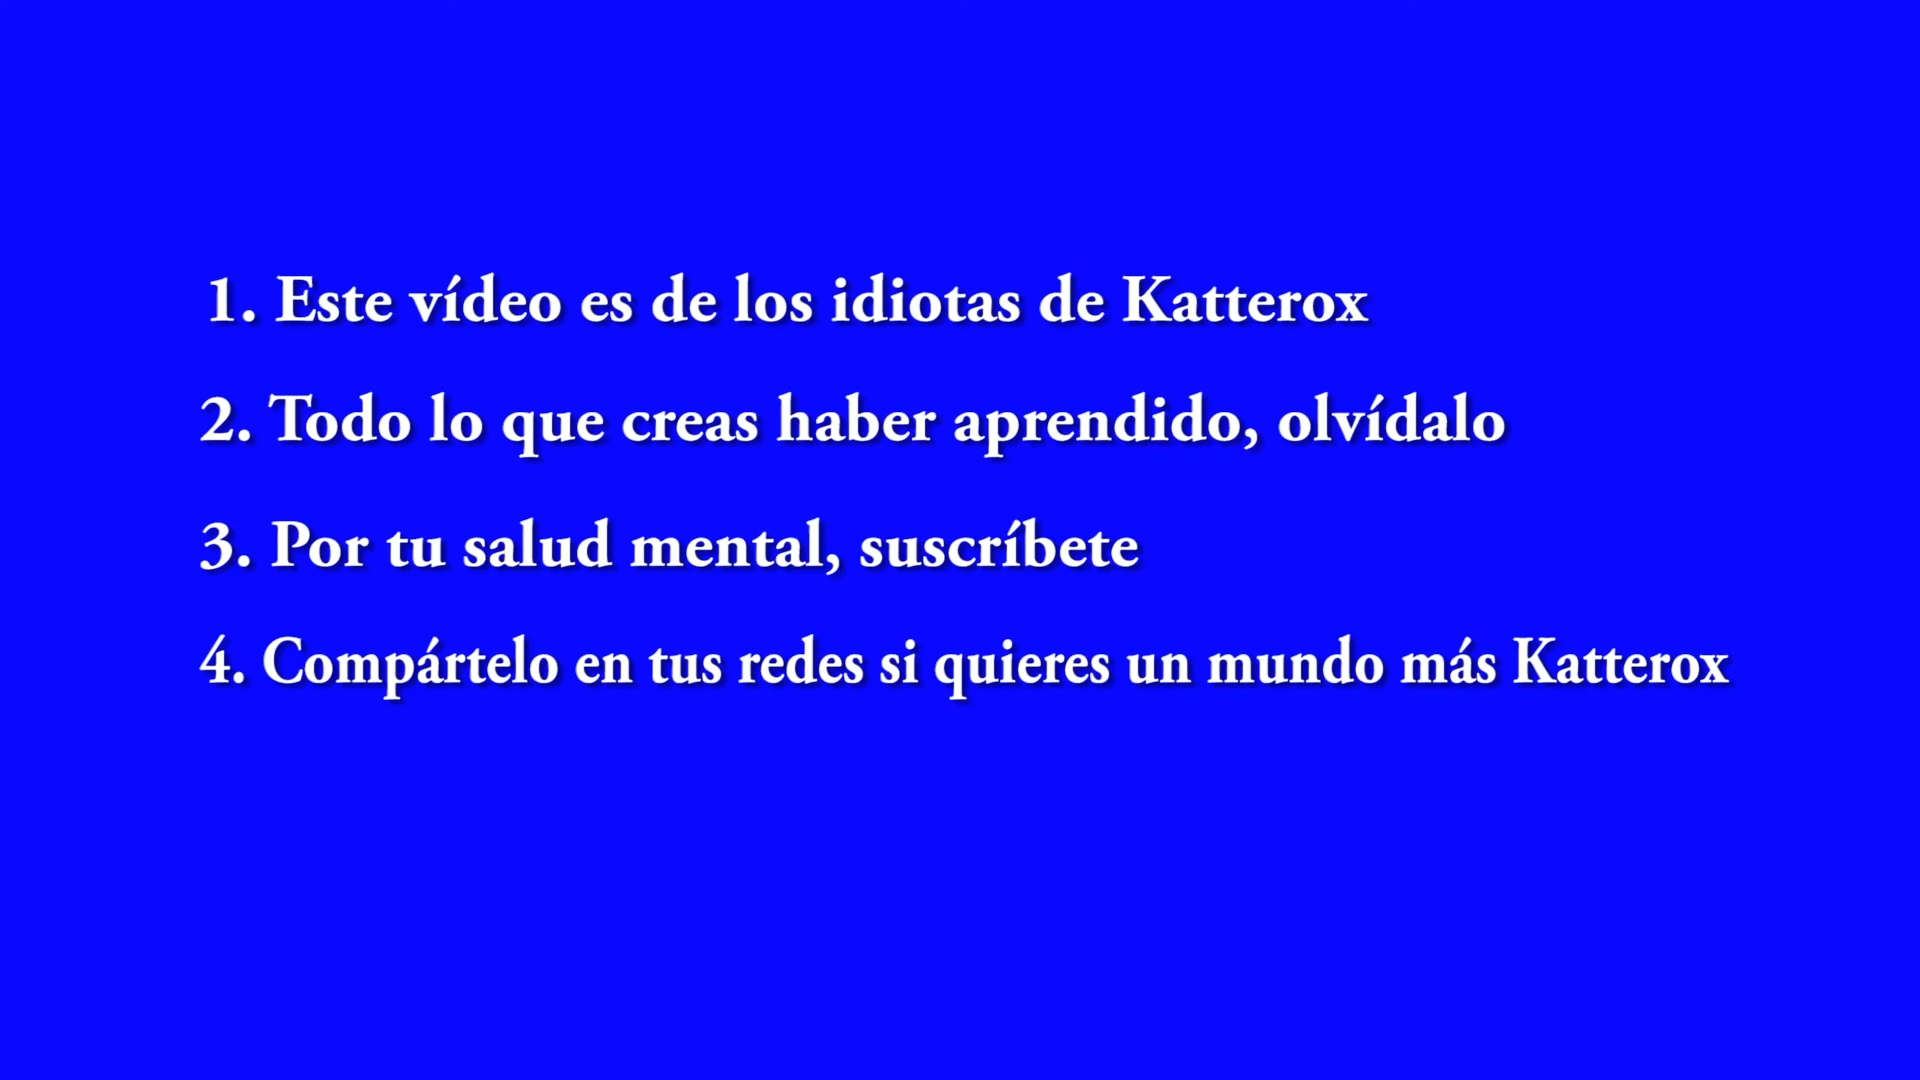 1. Este vídeo es de los idiotas de Katterox
2. Todo lo que creas haber aprendido, olvídalo
3. Por tu salud mental, suscríbete
4. Compártelo en tus redes si quieres un mundo más Katterox